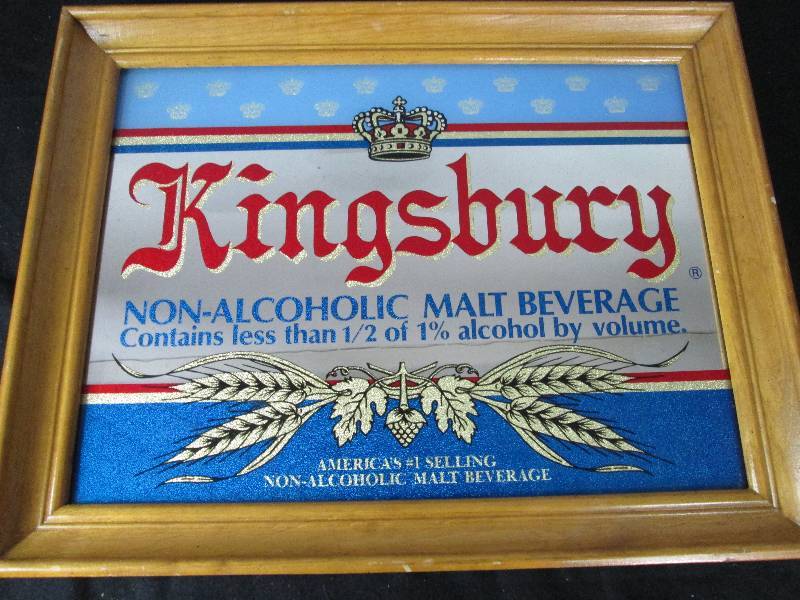 Kingsbury®
NON-ALCOHOLIC MALT BEVERAGE
Contains less than 1/2 of 1% alcohol by volume.
AMERICA'S #1 SELLING
NON-ALCOHOLIC MALT BEVERAGE